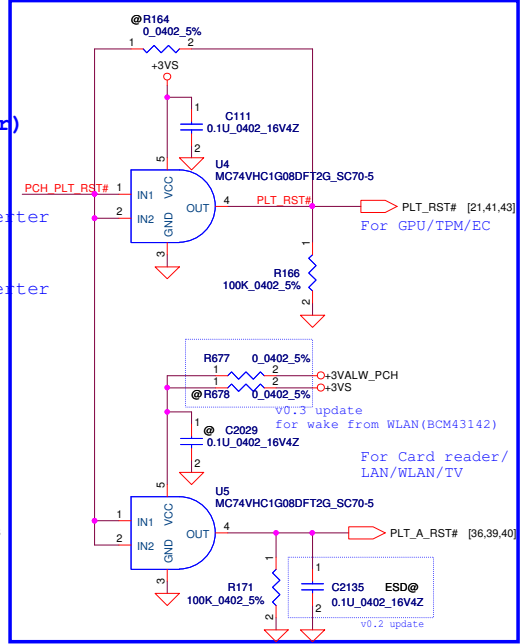 @R164
0_0402_5%
1 2
+3VS
r)
1
C111
0.1U_0402_16V4Z
2
U4
MC74VHC1G08DFT2G_SC70-5
5
PCH_PLT_RST# 1 IN1 VCC
2 IN2 OUT 4 PLT_RST# PLT_RST# [21,41,43]
GND
3
erter
For GPU/TPM/EC
1
R166
100K_0402_5%
2
erter
R677 0_0402_5%
1 2 +3VALW_PCH
1 2 +3VS
@R678 0_0402_5%
v0.3 update
for wake from WLAN(BCM43142)
1
@ C2029
0.1U_0402_16V4Z
2
For Card reader/
LAN/WLAN/TV
U5
MC74VHC1G08DFT2G_SC70-5
5
1 IN1 VCC
2 IN2 OUT 4 PLT_A_RST# [36,39,40]
GND
3
1
R171
100K_0402_5%
2
1
C2135 ESD@
0.1U_0402_16V4Z
2
v0.2 update